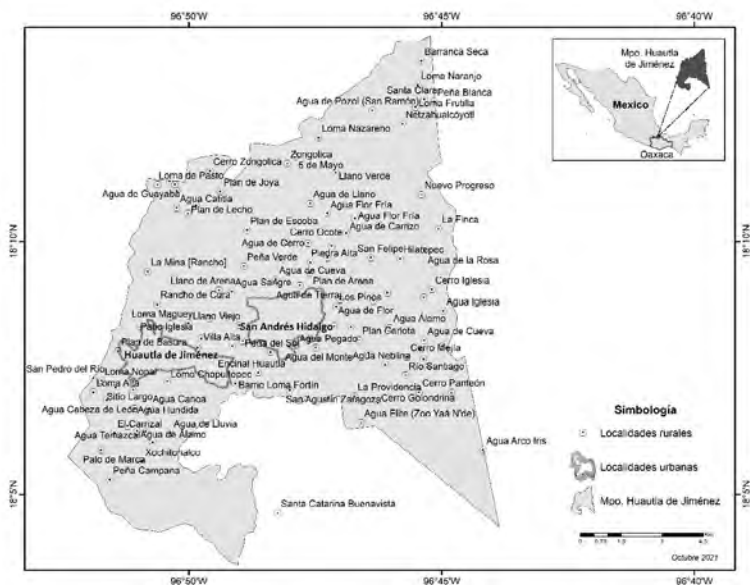 96°50'O 96°45'O 96°40'O
Barranca Seca
Mpo. Huautla
de Jiménez
Loma Naranjo
Santa Clara
Peña Blanca
Agua de Pozol (San Ramón)
Loma Frutilla
Netzahualcóyotl
Mexico
Oaxaca
Loma Nazareno
Zongolica
Cerro Zongolica
5 de Mayo
Llano Verde
Loma de Pasto
Plan de Joya
Nuevo Progreso
Agua de Guayaba
Agua Catitla
Agua de Llano
Plan de Lecho
Agua Flor Fría
Agua Flor Fría
Plan de Escoba
Agua de Carrizo
La Finca
Cerro Ocote
18°10'N
Agua de Cerro
Piedra Alta
San Felipe
Hilatepec
Peña Verde
Agua de la Rosa
La Mina [Rancho]
Agua de Cueva
Llano de Arena
Agua Sangre
Plan de Arena
Cerro Iglesia
Rancho de Cura
Agua de Tierra
Los Pinos
Agua Iglesia
Loma Maguey
Llano Viejo
Agua de Flor
Agua Álamo
Patio Iglesia
San Andrés Hidalgo
Plan Carlota
Villa Alta
Agua Pegado
Agua de Cueva
Plan de Basura
Peña del Sol
Cerro Mejía
Huautla de Jiménez
Agua del Monte
Agua Neblina
San Pedro del Río
Encinal Huautla
Río Santiago
Loma Nopal
Lomo Chapultepec
Loma Alta
Barrio Loma Fortín
La Providencia
Cerro Panteón
Sitio Largo
Agua Canoa
San Agustín Zaragoza
Cerro Golondrina
Agua Cabeza de León
Agua Hundida
Agua Elite (Zoo Yaá N'de)
El Carrizal
Agua de Lluvia
Agua Temazcal
Agua de Álamo
Agua Arco Iris
Xochitonalco
Palo de Marca
Peña Campana
Santa Catarina Buenavista
18°5'N
Simbología
Localidades rurales
Localidades urbanas
Mpo. Huautla de Jiménez
Octubre 2021
18°10'N
18°5'N
96°50'O 96°45'O 96°40'O